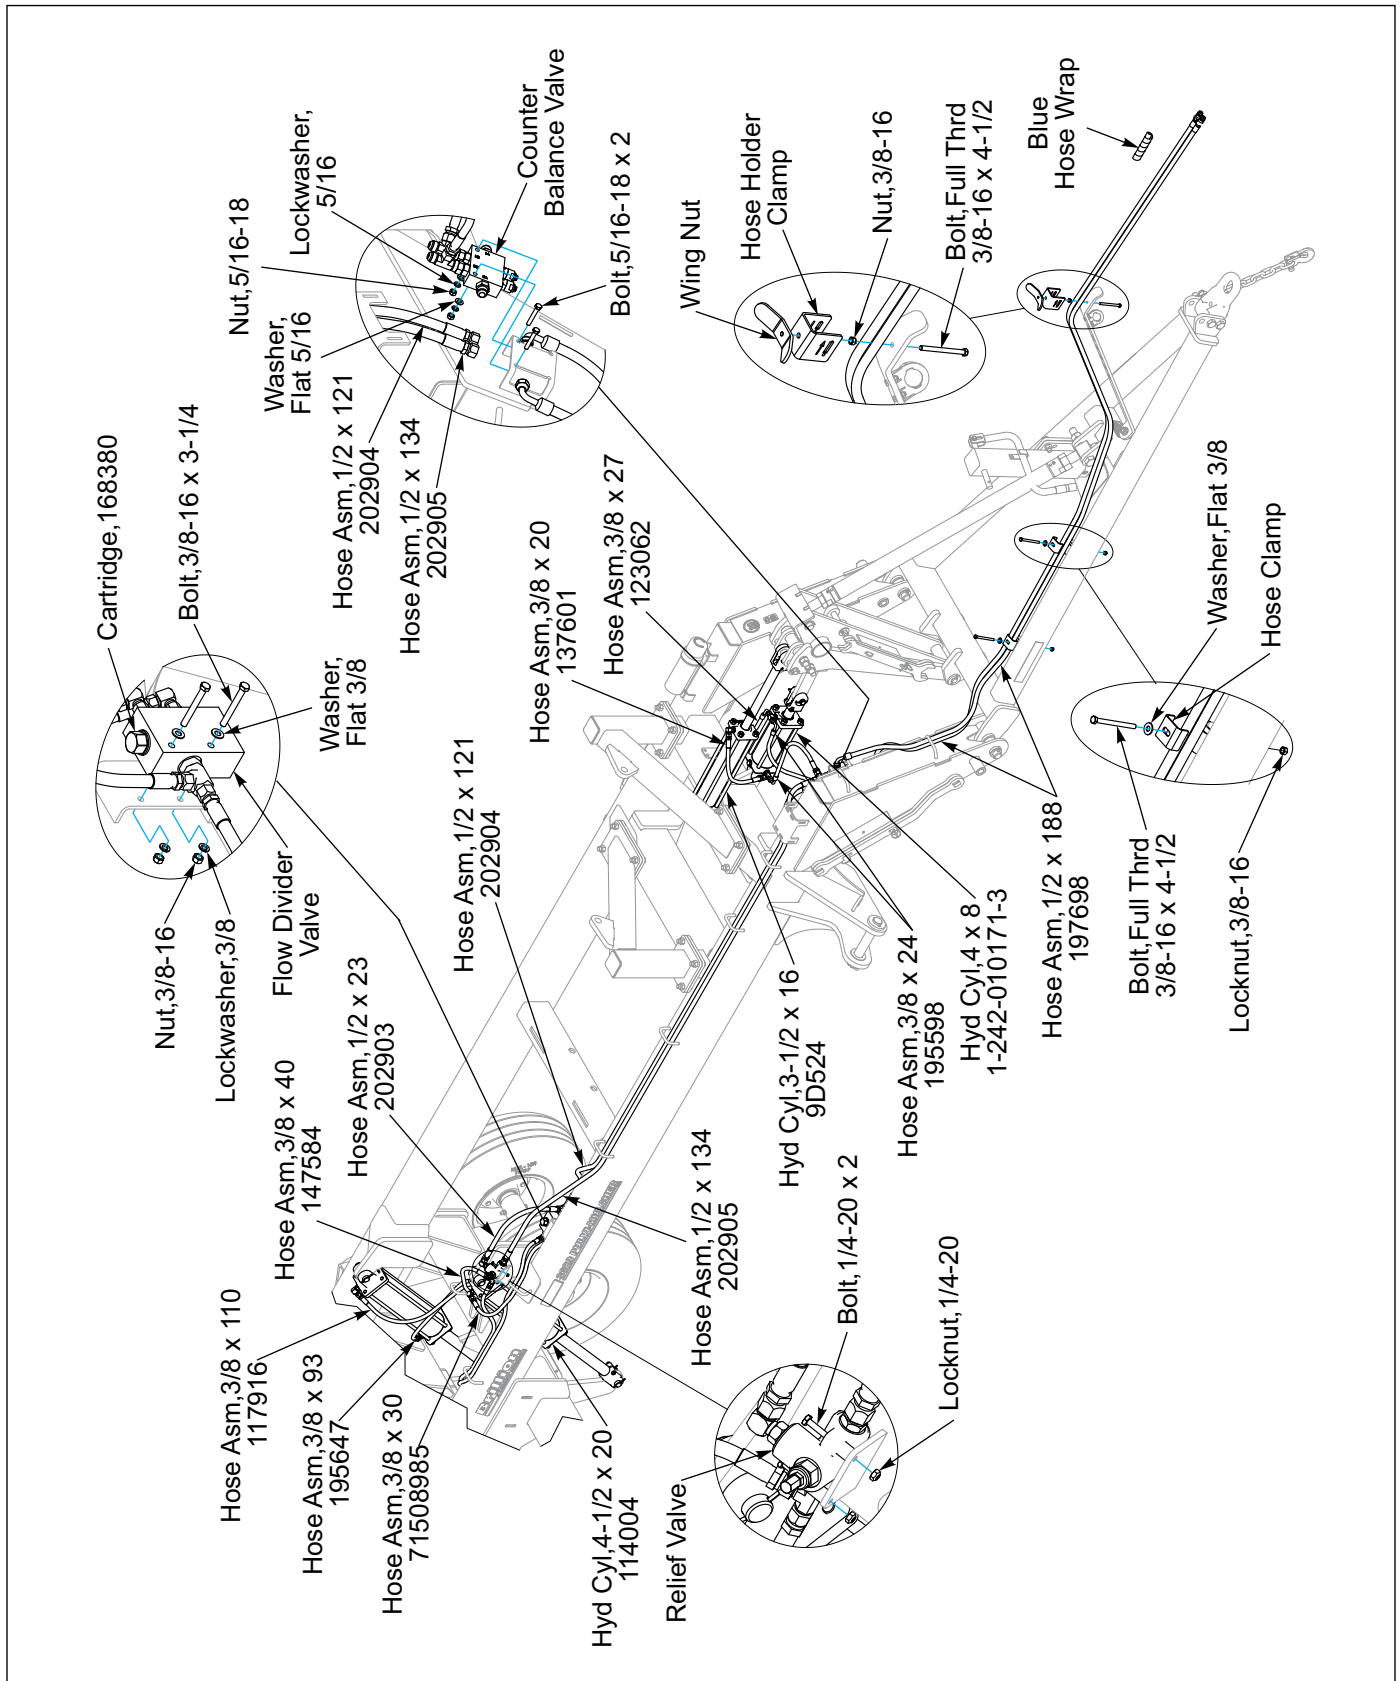 Cartridge,168380
Bolt,3/8-16 x 3-1/4
Washer,
Flat 3/8
Nut,3/8-16
Lockwasher,3/8
Flow Divider
Valve
Nut,5/16-18
Lockwasher,
5/16
Counter
Balance Valve
Bolt,5/16-18 x 2
Washer,
Flat 5/16
Hose Asm,1/2 x 121
202904
Hose Asm,1/2 x 134
202905
Wing Nut
Hose Holder
Clamp
Nut,3/8-16
Bolt,Full Thrd
3/8-16 x 4-1/2
Blue
Hose Wrap
Hose Asm,3/8 x 20
137601
Hose Asm,3/8 x 27
123062
Hose Asm,1/2 x 121
202904
Hose Asm,1/2 x 23
202903
Hose Asm,3/8 x 40
147584
Hose Asm,3/8 x 110
117916
Hose Asm,3/8 x 93
195647
Hose Asm,3/8 x 30
71508985
Hyd Cyl,4-1/2 x 20
114004
Relief Valve
Bolt,1/4-20 x 2
Locknut,1/4-20
Hose Asm,1/2 x 134
202905
Hyd Cyl,3-1/2 x 16
9D524
Hose Asm,3/8 x 24
195598
Hyd Cyl,4 x 8
1-242-010171-3
Hose Asm,1/2 x 188
197698
Bolt,Full Thrd
3/8-16 x 4-1/2
Locknut,3/8-16
Washer,Flat 3/8
Hose Clamp
Brillion